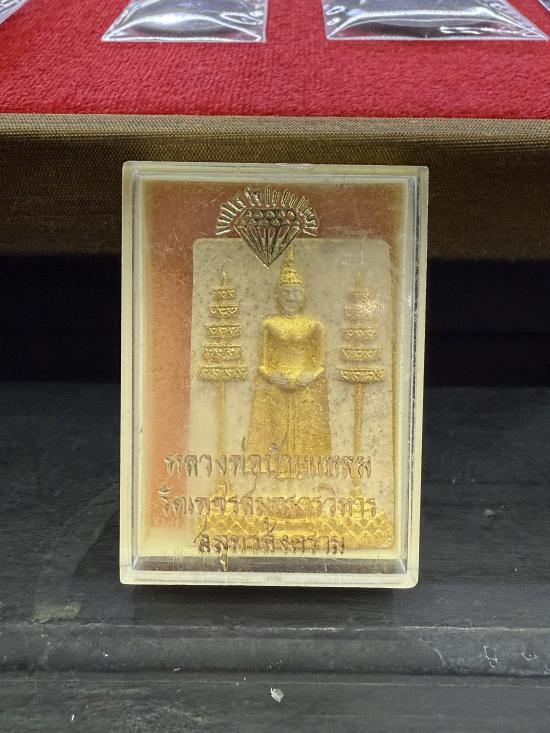 หลวงพ่อบ้านแหลม
วัดเพชรสมุทรวรวิหาร
สมุทรสงคราม